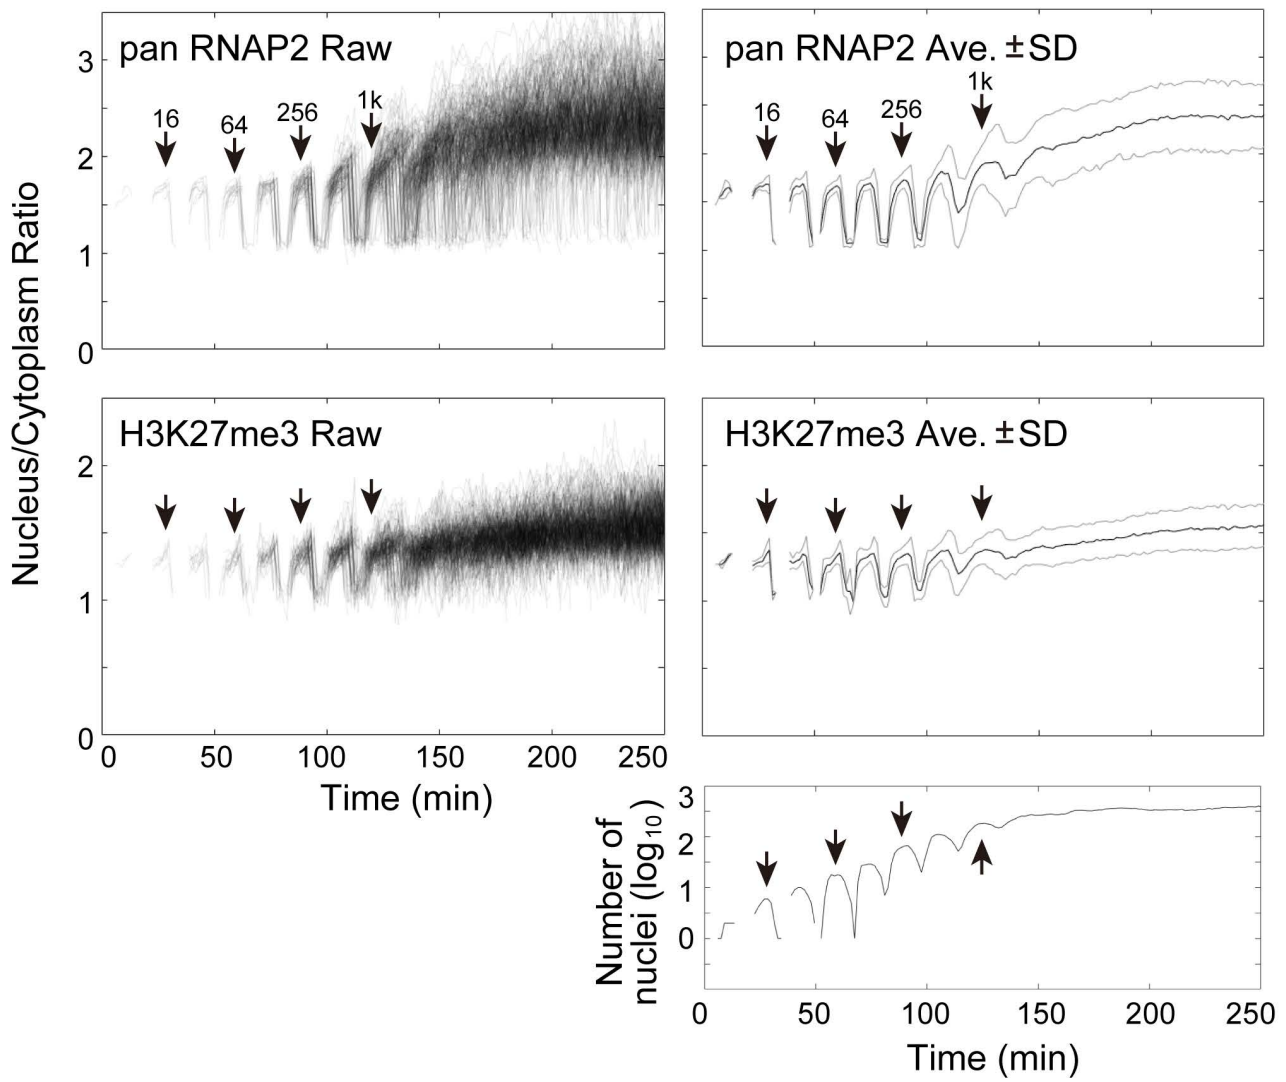 pan RNAP2 Raw
16
64
256
1k
3
2
1
0
pan RNAP2 Ave. ±SD
16
64
256
1k
Nucleus/Cytoplasm Ratio
H3K27me3 Raw
2
1
0
0
50
100
150
200
250
Time (min)
H3K27me3 Ave. ±SD
Number of
nuclei (log10)
3
2
1
0
0
50
100
150
200
250
Time (min)